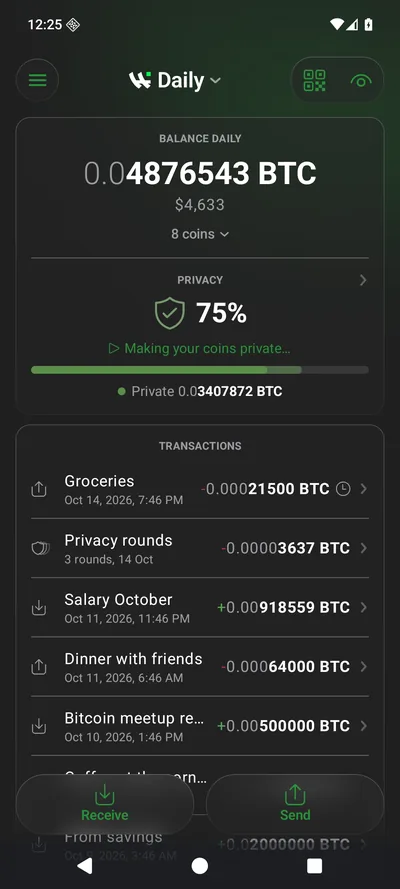 12:25
Daily
BALANCE DAILY
0.04876543 BTC
$4,633
8 coins
PRIVACY
75%
Making your coins private...
Private 0.03407872 BTC
TRANSACTIONS
Groceries
-0.00021500 BTC
Oct 14, 2026, 7:46 PM
Privacy rounds
-0.00003637 BTC
3 rounds, 14 Oct
Salary October
+0.00918559 BTC
Oct 11, 2026, 11:46 PM
Dinner with friends
-0.00064000 BTC
Oct 11, 2026, 6:46 AM
Bitcoin meetup re...
+0.00500000 BTC
Oct 10, 2026, 1:46 PM
Receive
Send
From savings
+0.02000000 BTC